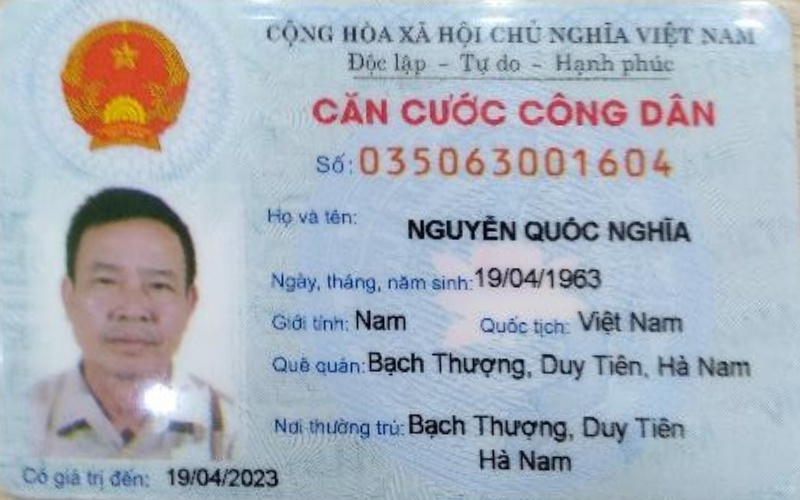 CỘNG HÒA XÃ HỘI CHỦ NGHĨA VIỆT NAM
Độc lập - Tự do - Hạnh phúc
CĂN CƯỚC CÔNG DÂN
Số: 035063001604
Họ và tên: NGUYỄN QUỐC NGHĨA
Ngày, tháng, năm sinh: 19/04/1963
Giới tính: Nam Quốc tịch: Việt Nam
Quê quán: Bạch Thượng, Duy Tiên, Hà Nam
Nơi thường trú: Bạch Thượng, Duy Tiên
Hà Nam
Có giá trị đến: 19/04/2023